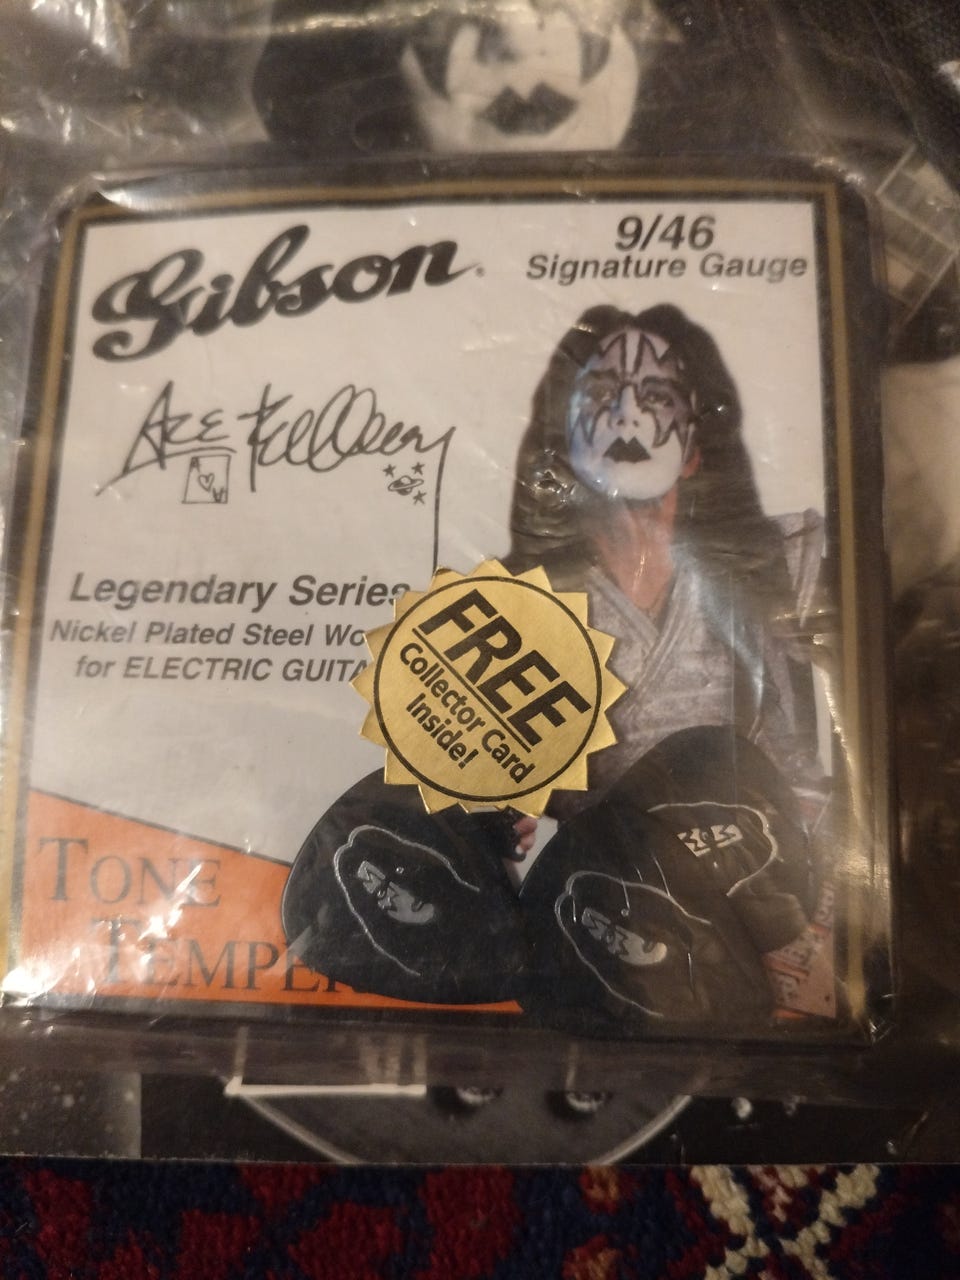 Gibson
9/46
Signature Gauge
Ace Frehley
A
Legendary Series
Nickel Plated Steel Wo
for ELECTRIC GUITA
FREE
Collector Card
Inside!
TONE
TEMPE